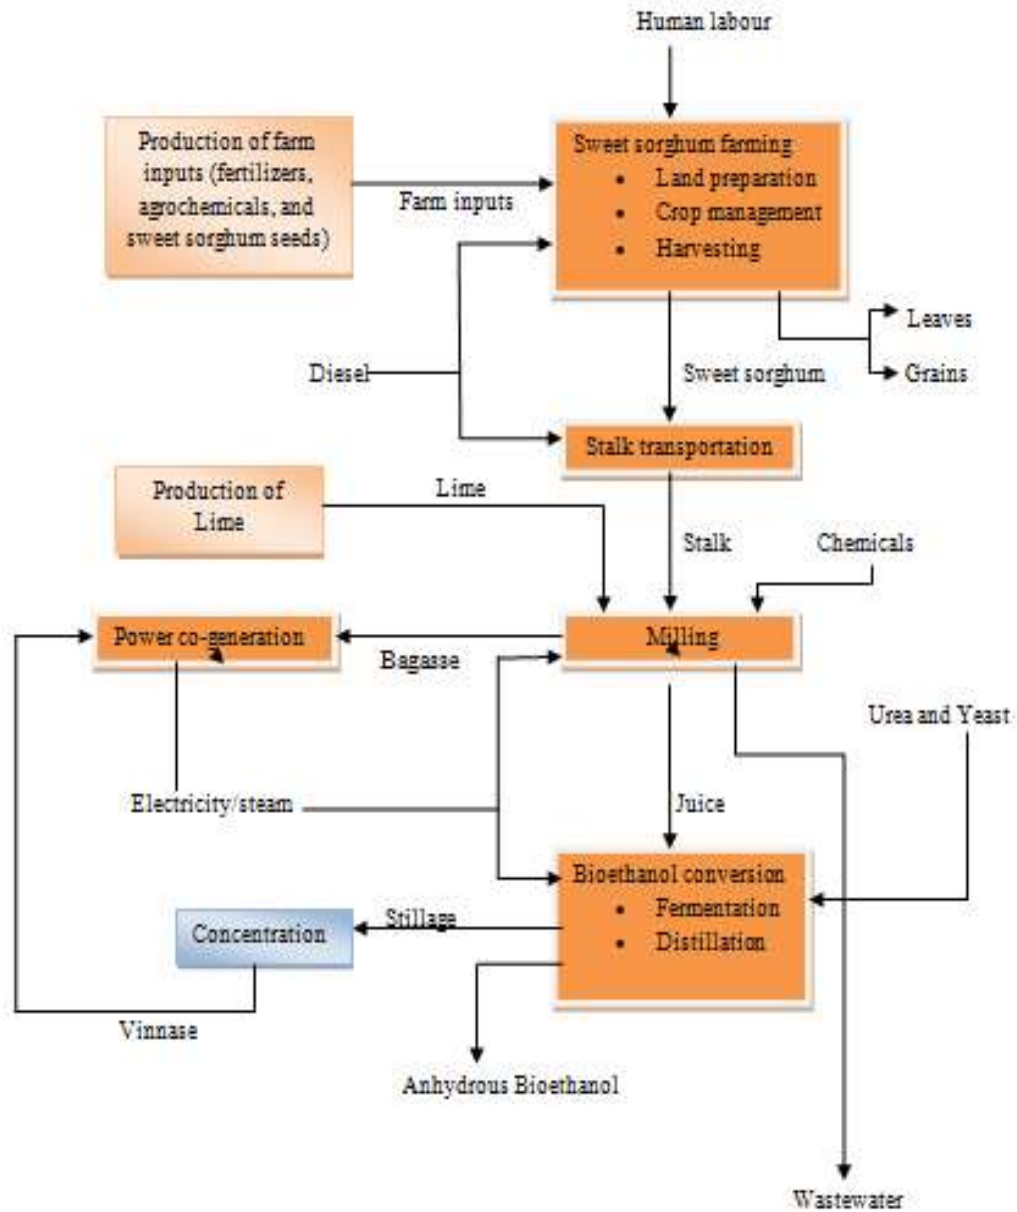 Human labour
Production of farm
inputs (fertilizers,
agrochemicals, and
sweet sorghum seeds)
Farm inputs
Sweet sorghum farming
• Land preparation
• Crop management
• Harvesting
Leaves
Grains
Diesel
Sweet sorghum
Stalk transportation
Production of
Lime
Lime
Stalk
Chemicals
Power co-generation
Bagasse
Milling
Urea and Yeast
Electricity/steam
Juice
Bioethanol conversion
• Fermentation
• Distillation
Stillage
Concentration
Vinnase
Anhydrous Bioethanol
Wastewater